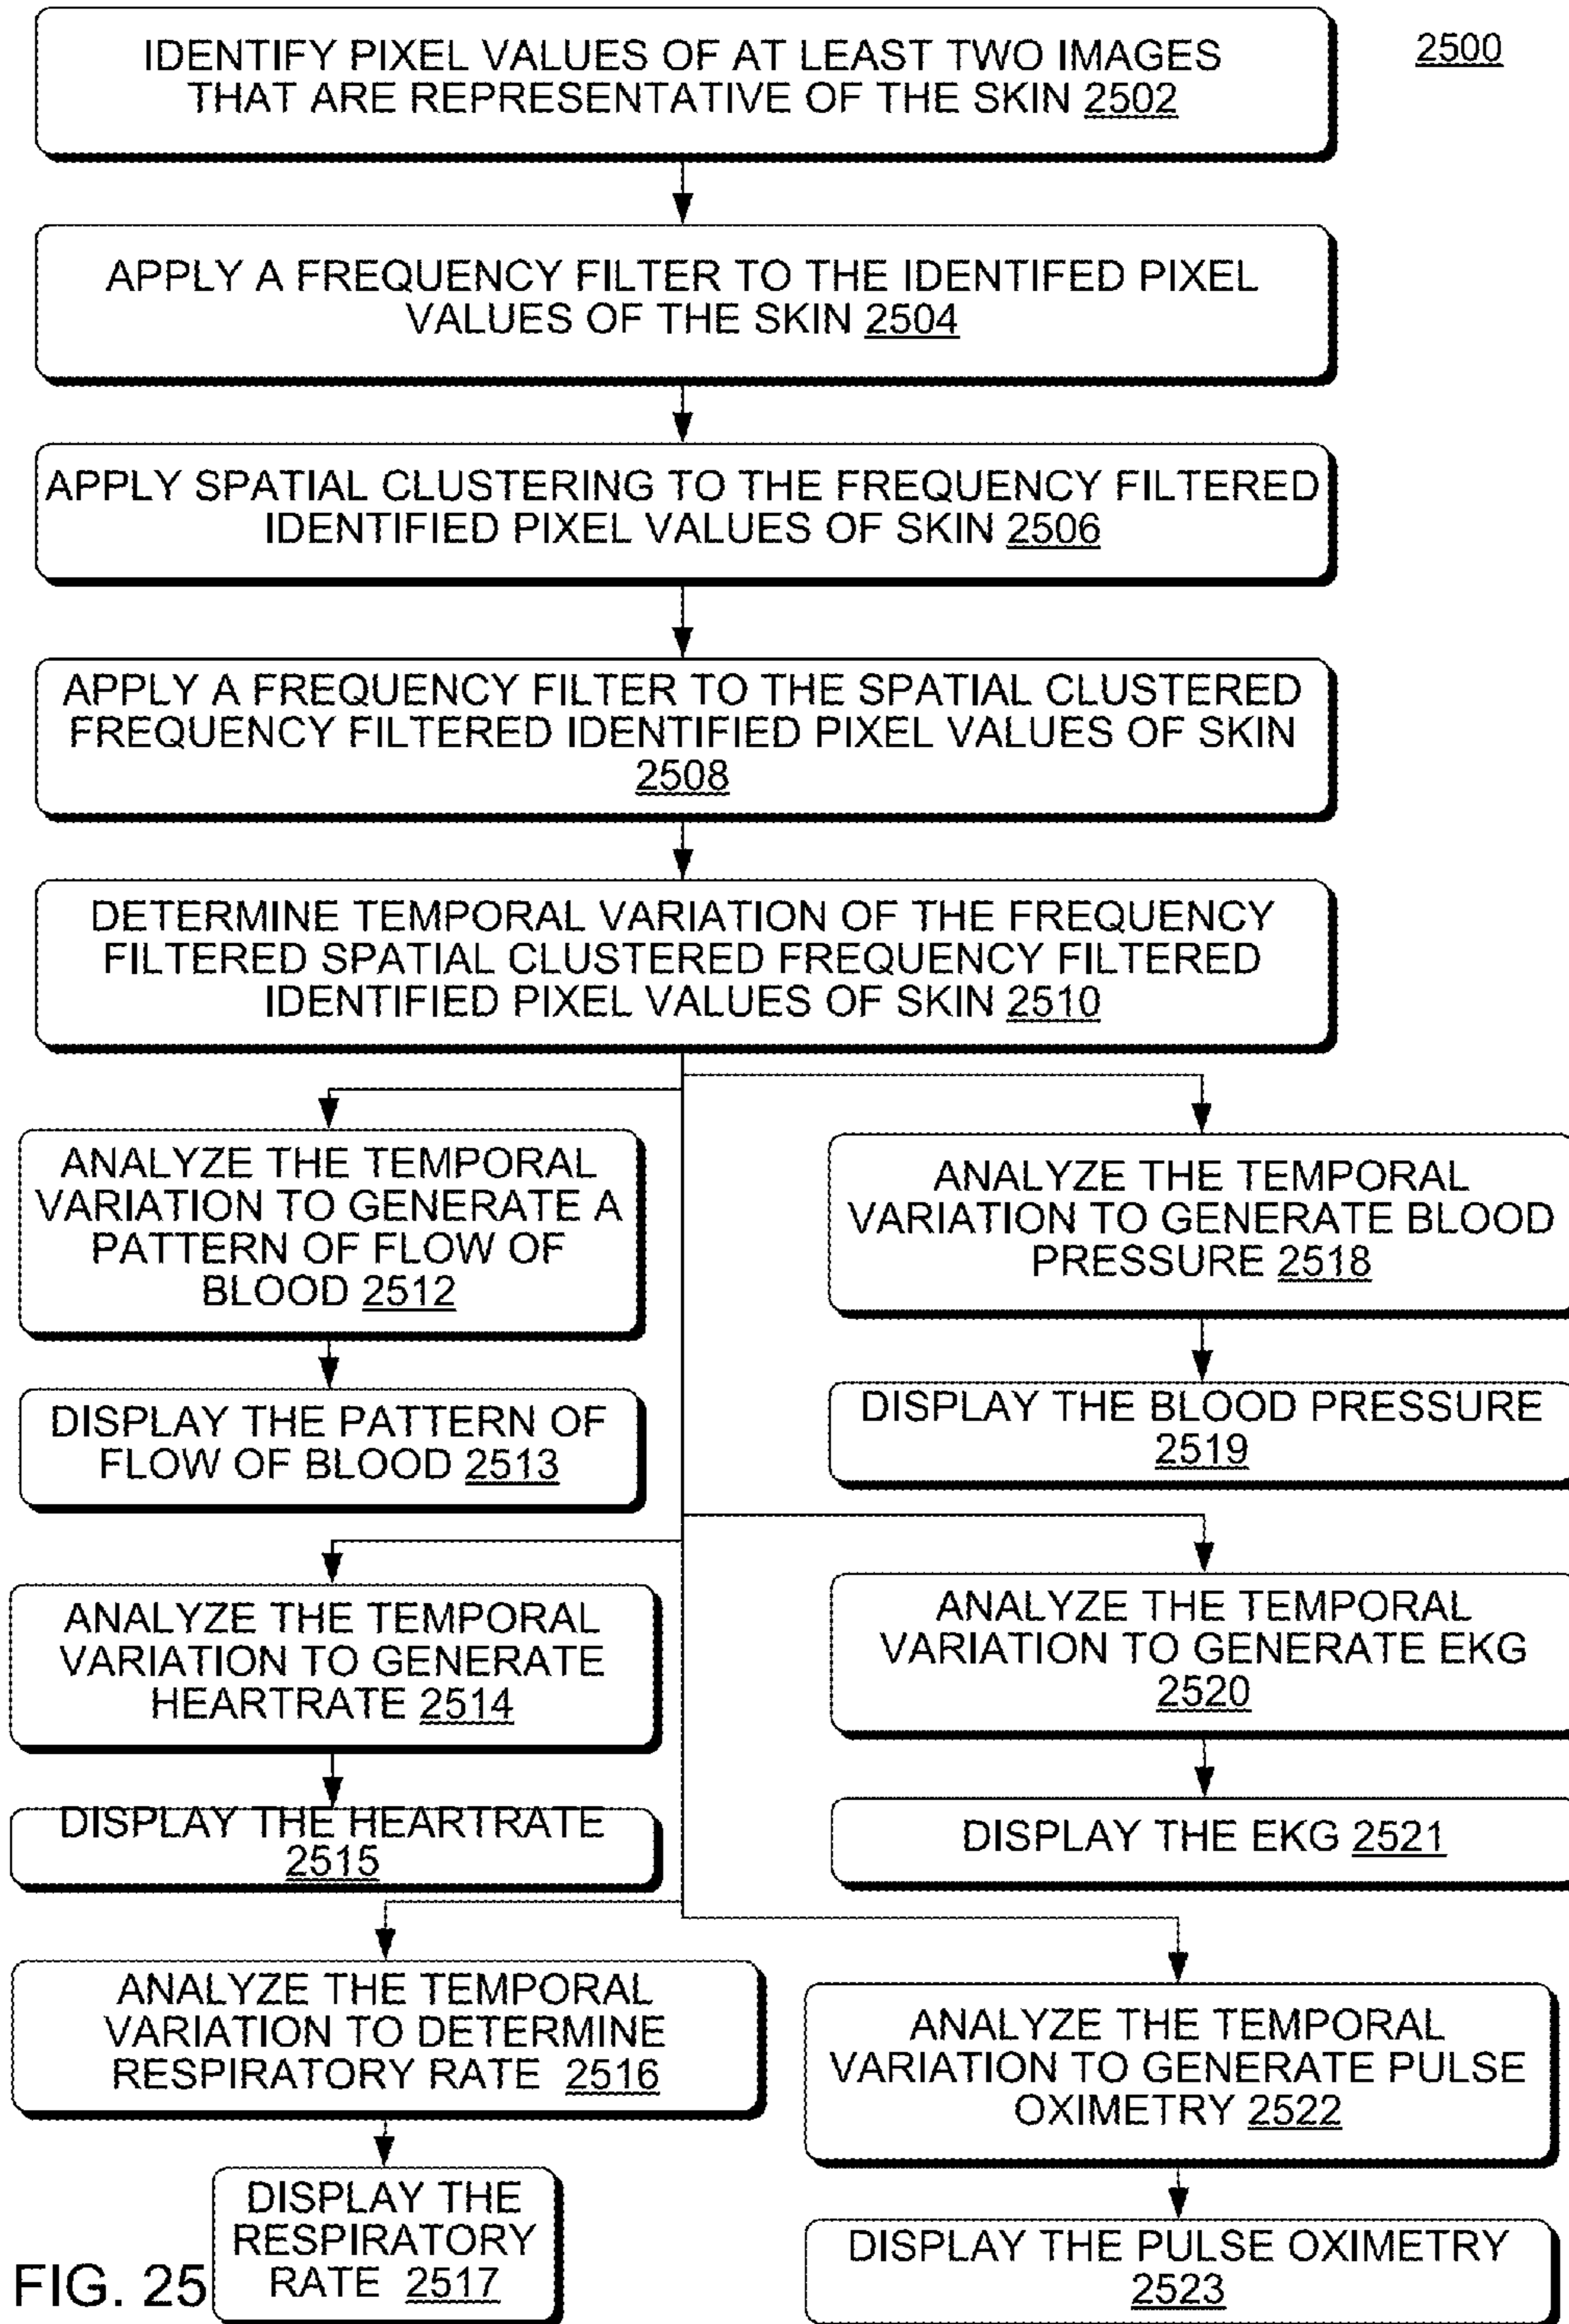 IDENTIFY PIXEL VALUES OF AT LEAST TWO IMAGES
THAT ARE REPRESENTATIVE OF THE SKIN 2502
2500
APPLY A FREQUENCY FILTER TO THE IDENTIFED PIXEL
VALUES OF THE SKIN 2504
APPLY SPATIAL CLUSTERING TO THE FREQUENCY FILTERED
IDENTIFIED PIXEL VALUES OF SKIN 2506
APPLY A FREQUENCY FILTER TO THE SPATIAL CLUSTERED
FREQUENCY FILTERED IDENTIFIED PIXEL VALUES OF SKIN
2508
DETERMINE TEMPORAL VARIATION OF THE FREQUENCY
FILTERED SPATIAL CLUSTERED FREQUENCY FILTERED
IDENTIFIED PIXEL VALUES OF SKIN 2510
ANALYZE THE TEMPORAL
VARIATION TO GENERATE A
PATTERN OF FLOW OF
BLOOD 2512
DISPLAY THE PATTERN OF
FLOW OF BLOOD 2513
ANALYZE THE TEMPORAL
VARIATION TO GENERATE BLOOD
PRESSURE 2518
DISPLAY THE BLOOD PRESSURE
2519
ANALYZE THE TEMPORAL
VARIATION TO GENERATE
HEARTRATE 2514
DISPLAY THE HEARTRATE
2515
ANALYZE THE TEMPORAL
VARIATION TO GENERATE EKG
2520
DISPLAY THE EKG 2521
ANALYZE THE TEMPORAL
VARIATION TO DETERMINE
RESPIRATORY RATE 2516
DISPLAY THE
RESPIRATORY
RATE 2517
ANALYZE THE TEMPORAL
VARIATION TO GENERATE PULSE
OXIMETRY 2522
DISPLAY THE PULSE OXIMETRY
2523
FIG. 25